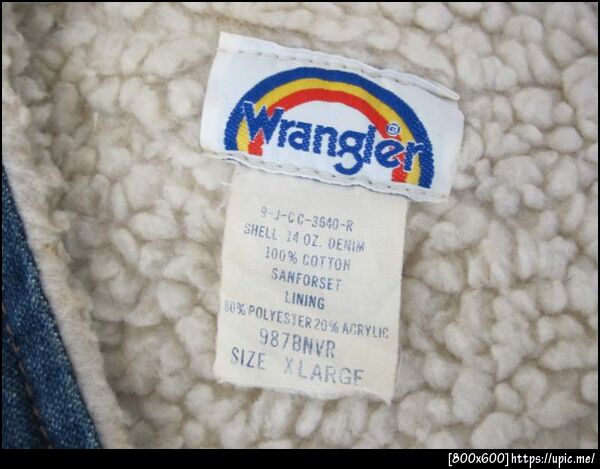 Wrangler®
9-J-CC-3640-R
SHELL 14 OZ. DENIM
100% COTTON
SANFORSET
LINING
80% POLYESTER 20% ACRYLIC
987BNVR
SIZE XLARGE
[800x600]https://upic.me/